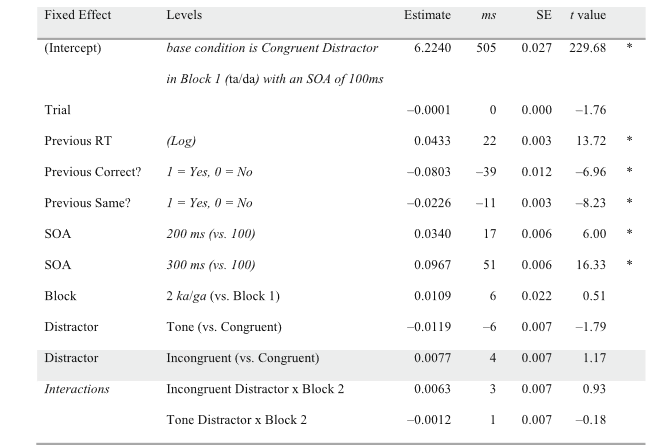 Fixed Effect Levels Estimate ms SE t value
(Intercept) base condition is Congruent Distractor 6.2240 505 0.027 229.68 *
in Block 1 (ta/da) with an SOA of 100ms
Trial –0.0001 0 0.000 –1.76
Previous RT (Log) 0.0433 22 0.003 13.72 *
Previous Correct? 1 = Yes, 0 = No –0.0803 –39 0.012 –6.96 *
Previous Same? 1 = Yes, 0 = No –0.0226 –11 0.003 –8.23 *
SOA 200 ms (vs. 100) 0.0340 17 0.006 6.00 *
SOA 300 ms (vs. 100) 0.0967 51 0.006 16.33 *
Block 2 ka/ga (vs. Block 1) 0.0109 6 0.022 0.51
Distractor Tone (vs. Congruent) –0.0119 –6 0.007 –1.79
Distractor Incongruent (vs. Congruent) 0.0077 4 0.007 1.17
Interactions Incongruent Distractor x Block 2 0.0063 3 0.007 0.93
Tone Distractor x Block 2 –0.0012 1 0.007 –0.18